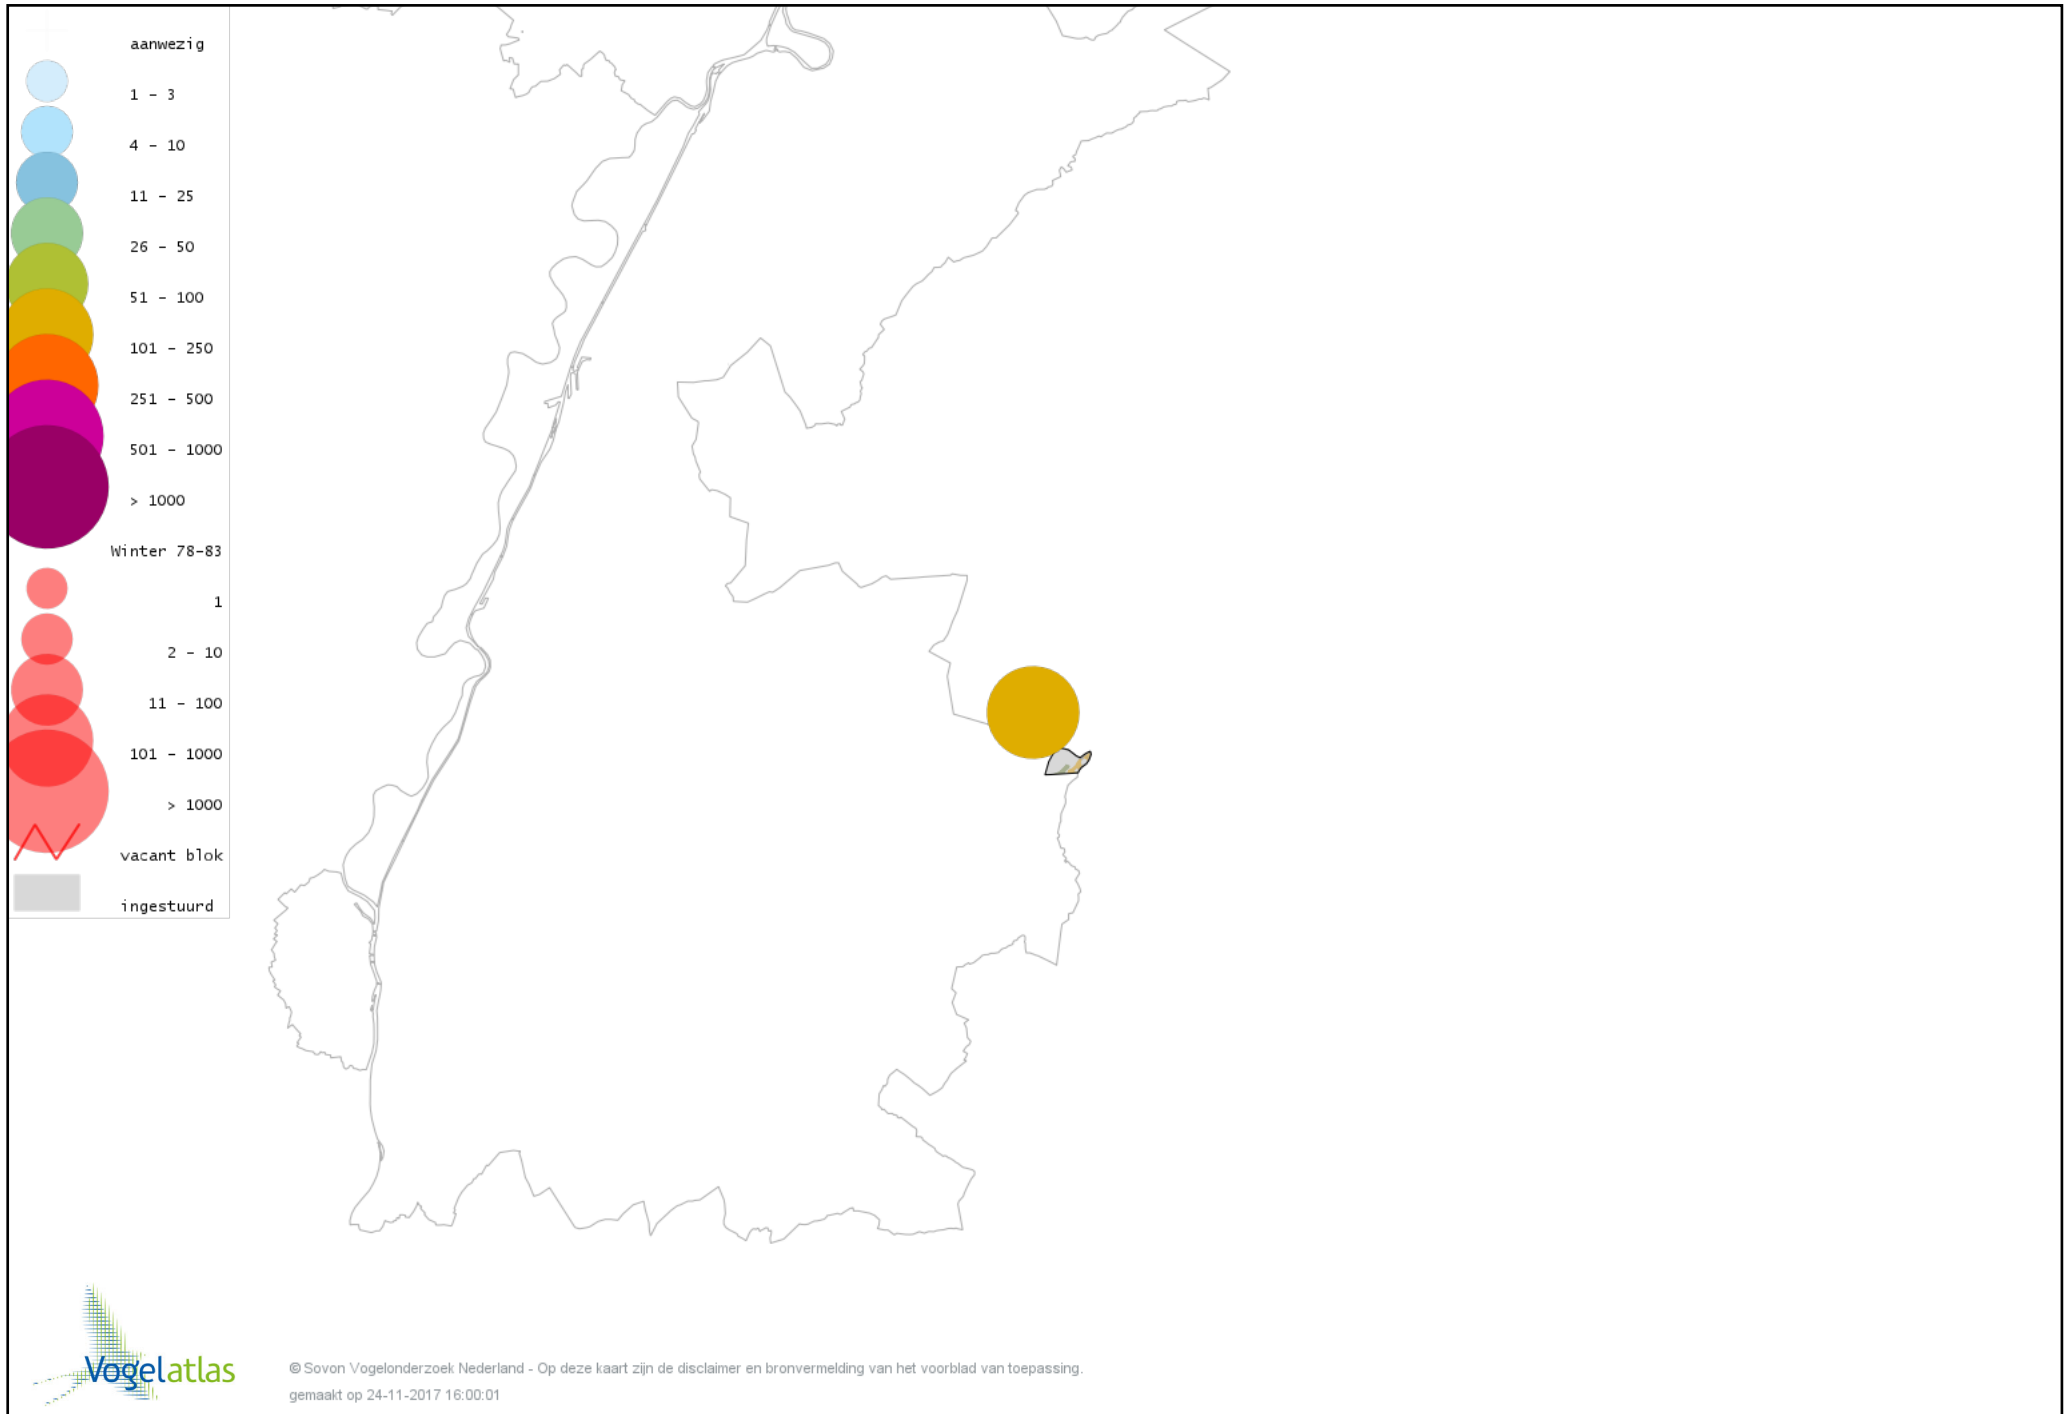 aanwezig
1 - 3
4 - 10
11 - 25
26 - 50
51 - 100
101 - 250
251 - 500
501 - 1000
> 1000
Winter 78-83
1
2 - 10
11 - 100
101 - 1000
> 1000
vacant blok
ingestuurd
Vogelatlas
© Sovon Vogelonderzoek Nederland - Op deze kaart zijn de disclaimer en bronvermelding van het voorblad van toepassing.
gemaakt op 24-11-2017 16:00:01